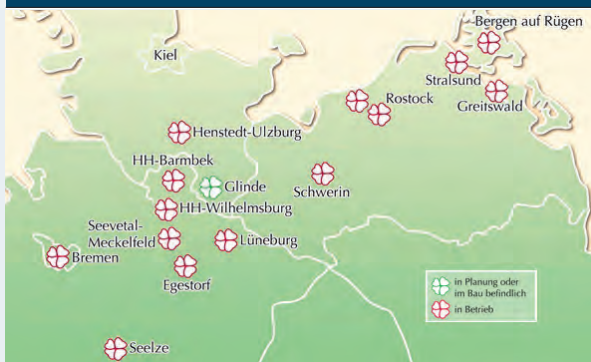 Bergen auf Rügen
Kiel
Stralsund
Rostock
Greitswald
Henstedt-Ulzburg
HH-Barmbek
Glinde
Schwerin
HH-Wilhelmsburg
Seevetal-
Meckelfeld
Lüneburg
Bremen
Egestorf
in Planung oder
im Bau befindlich
in Betrieb
Seelze